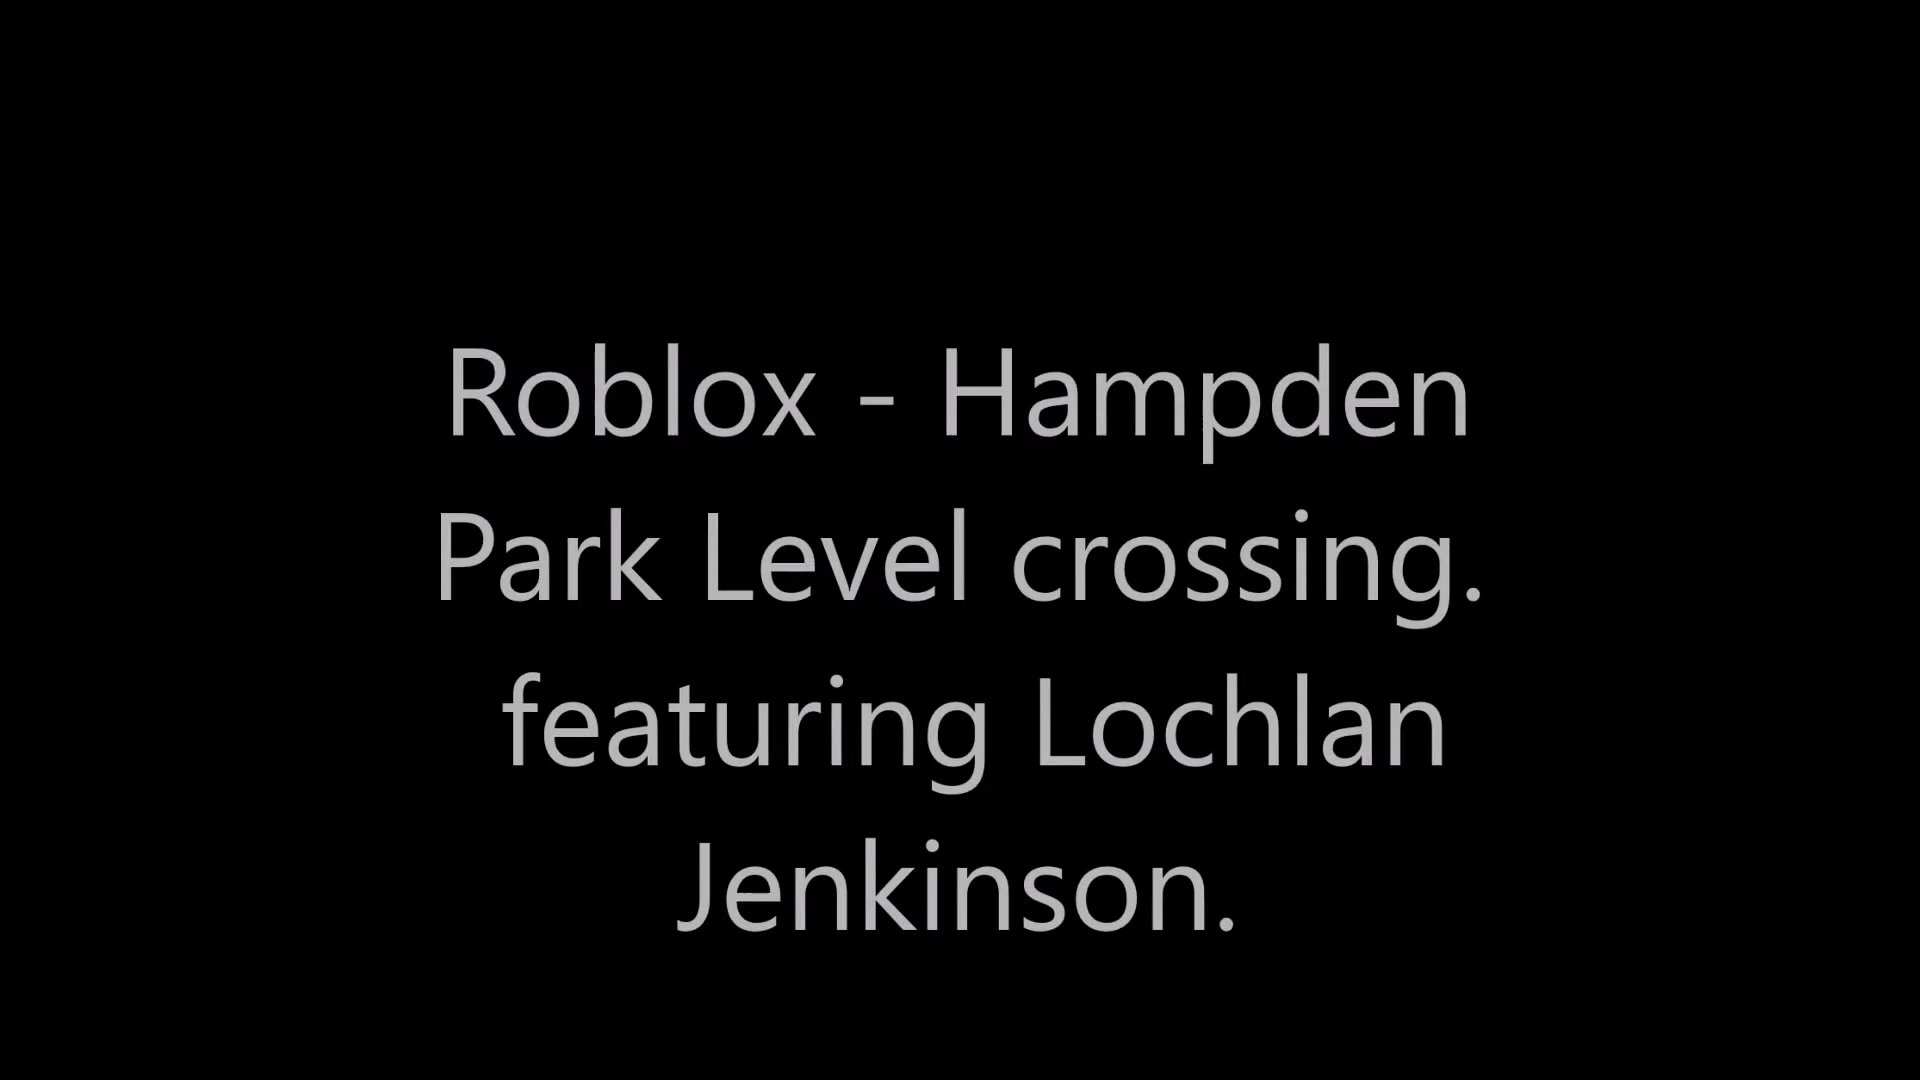 Roblox - Hampden
Park Level crossing.
featuring Lochlan
Jenkinson.